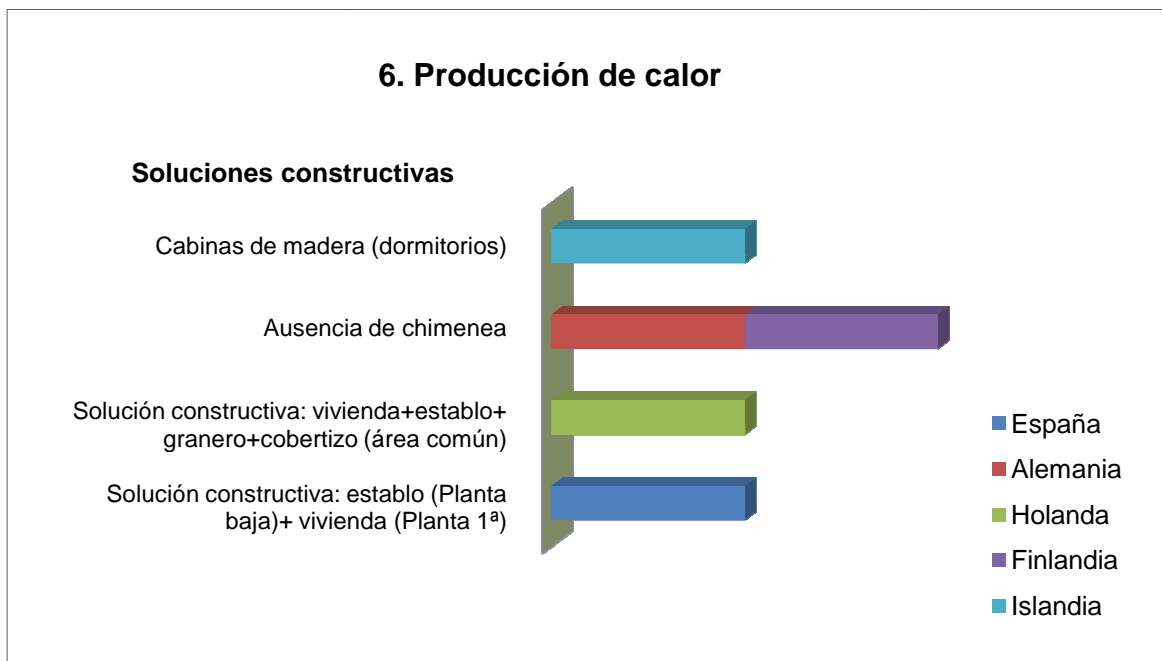 6. Producción de calor
Soluciones constructivas
Cabinas de madera (dormitorios)
Ausencia de chimenea
Solución constructiva: vivienda+establo+
granero+cobertizo (área común)
Solución constructiva: establo (Planta
baja)+ vivienda (Planta 1ª)
España
Alemania
Holanda
Finlandia
Islandia